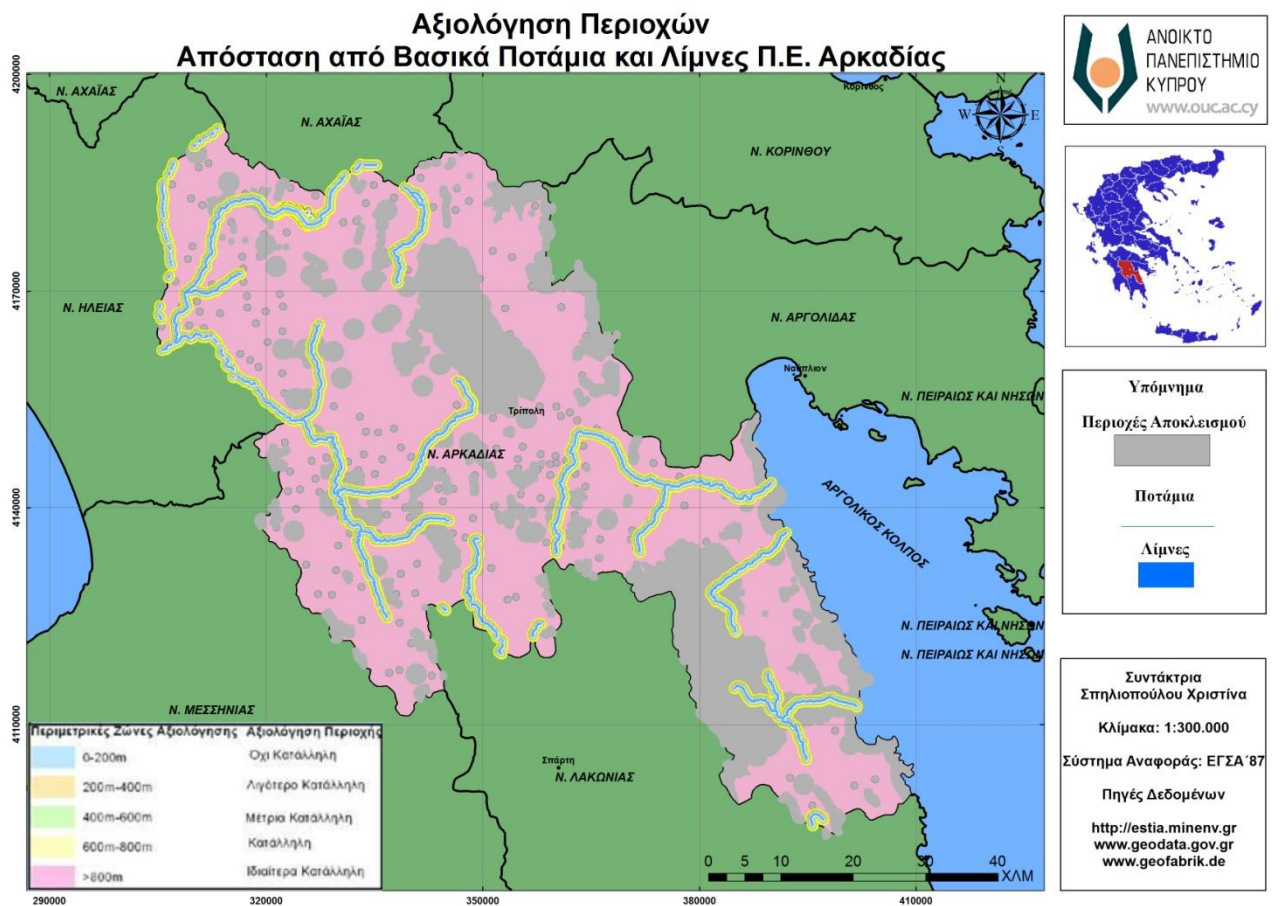 Αξιολόγηση Περιοχών
Απόσταση από Βασικά Ποτάμια και Λίμνες Π.Ε. Αρκαδίας
4200000
4170000
4140000
4110000
290000
320000
350000
380000
410000
Ν. ΑΧΑΪΑΣ
Ν. ΑΧΑΪΑΣ
Κόρινθος
N
W
E
S
Ν. ΚΟΡΙΝΘΟΥ
Ν. ΗΛΕΙΑΣ
Ν. ΑΡΓΟΛΙΔΑΣ
Ναύπλιον
Ν. ΠΕΙΡΑΙΩΣ ΚΑΙ ΝΗΣΩΝ
Τρίπολη
Ν. ΑΡΚΑΔΙΑΣ
ΑΡΓΟΛΙΚΟΣ ΚΟΛΠΟΣ
Ν. ΠΕΙΡΑΙΩΣ ΚΑΙ ΝΗΣΩΝ
Ν. ΠΕΙΡΑΙΩΣ ΚΑΙ ΝΗΣΩΝ
Ν. ΜΕΣΣΗΝΙΑΣ
Σπάρτη
Ν. ΛΑΚΩΝΙΑΣ
Περιμετρικές Ζώνες Αξιολόγησης Αξιολόγηση Περιοχής
0-200m Όχι Κατάλληλη
200m-400m Λιγότερο Κατάλληλη
400m-600m Μέτρια Κατάλληλη
600m-800m Κατάλληλη
>800m Ιδιαίτερα Κατάλληλη
0 5 10 20 30 40
ΧΛΜ
ΑΝΟΙΚΤΟ
ΠΑΝΕΠΙΣΤΗΜΙΟ
ΚΥΠΡΟΥ
www.ouc.ac.cy
Υπόμνημα
Περιοχές Αποκλεισμού
Ποτάμια
Λίμνες
Συντάκτρια
Σπηλιοπούλου Χριστίνα
Κλίμακα: 1:300.000
Σύστημα Αναφοράς: ΕΓΣΑ΄87
Πηγές Δεδομένων
http://estia.minenv.gr
www.geodata.gov.gr
www.geofabrik.de